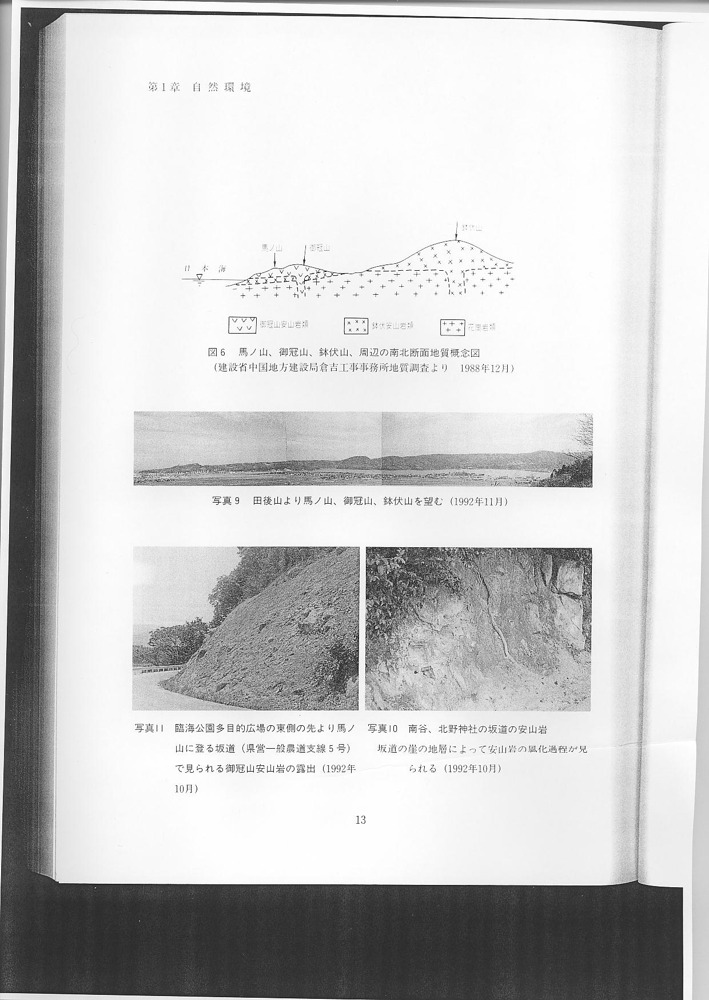 第1章 自然環境
鉢伏山
馬ノ山 御冠山
日本海
御冠山安山岩類 鉢伏安山岩類 花崗岩類
図6 馬ノ山、御冠山、鉢伏山、周辺の南北断面地質概念図
(建設省中国地方建設局倉吉工事事務所地質調査より 1988年12月)
写真9 田後山より馬ノ山、御冠山、鉢伏山を望む(1992年11月)
写真11 臨海公園多目的広場の東側の先より馬ノ
山に登る坂道(県営一般農道支線5号)
で見られる御冠山安山岩の露出(1992年
10月)
写真10 南谷、北野神社の坂道の安山岩
坂道の崖の地層によって安山岩の風化過程が見
られる(1992年10月)
13